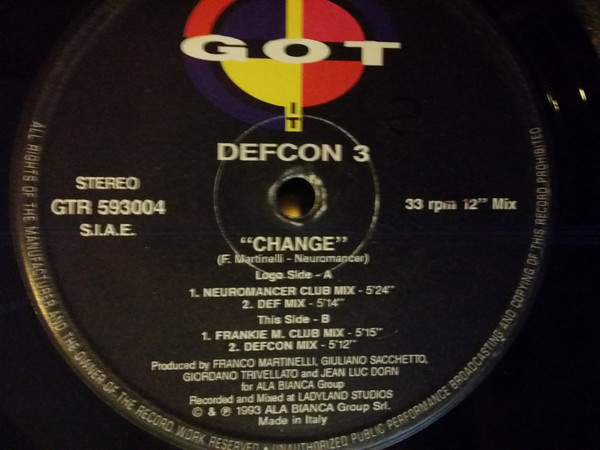 GOT
IT
DEFCON 3
STEREO
GTR 593004
S.I.A.E.
33 rpm 12" Mix
"CHANGE"
(F. Martinelli - Neuromancer)
Logo Side - A
1. NEUROMANCER CLUB MIX - 5'24"
2. DEF MIX - 5'14"
This Side - B
1. FRANKIE M. CLUB MIX - 5'15"
2. DEFCON MIX - 5'12"
Produced by FRANCO MARTINELLI, GIULIANO SACCHETTO,
GIORDANO TRIVELLATO and JEAN LUC DORN
for ALA BIANCA Group
Recorded and Mixed at LADYLAND STUDIOS
© & ℗ 1993 ALA BIANCA Group Srl.
Made in Italy
ALL RIGHTS OF THE MANUFACTURER AND THE OWNER OF THE RECORD WORK RESERVED • UNAUTHORIZED PUBLIC PERFORMANCE BROADCASTING AND COPYING OF THIS RECORD PROHIBITED